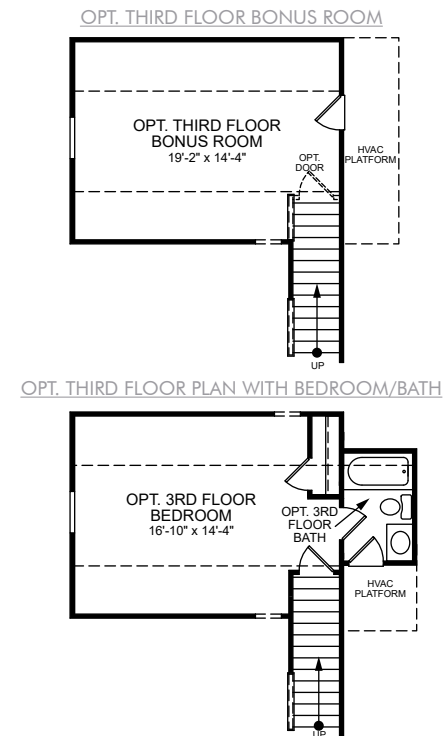 OPT. THIRD FLOOR BONUS ROOM
OPT. THIRD FLOOR
BONUS ROOM
19'-2" x 14'-4"
OPT.
DOOR
HVAC
PLATFORM
UP
OPT. THIRD FLOOR PLAN WITH BEDROOM/BATH
OPT. 3RD FLOOR
BEDROOM
16'-10" x 14'-4"
OPT. 3RD
FLOOR
BATH
HVAC
PLATFORM
UP